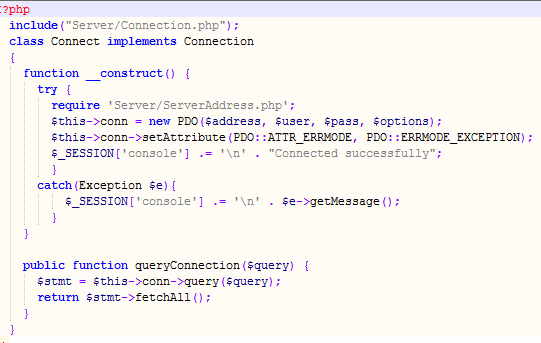 <?php
include("Server/Connection.php");
class Connect implements Connection
{
function __construct() {
try {
require 'Server/ServerAddress.php';
$this->conn = new PDO($address, $user, $pass, $options);
$this->conn->setAttribute(PDO::ATTR_ERRMODE, PDO::ERRMODE_EXCEPTION);
$_SESSION['console'] .= '\n' . "Connected successfully";
}
catch(Exception $e){
$_SESSION['console'] .= '\n' . $e->getMessage();
}
}
public function queryConnection($query) {
$stmt = $this->conn->query($query);
return $stmt->fetchAll();
}
}